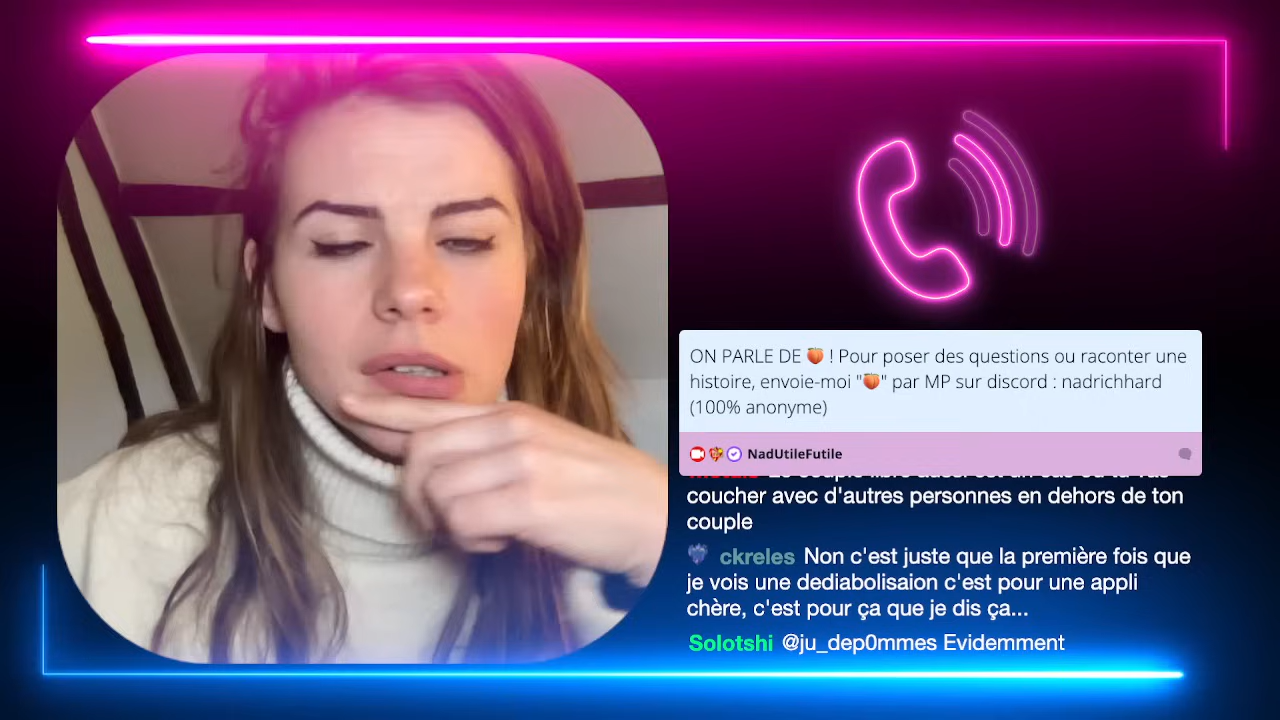 ON PARLE DE 🍑 ! Pour poser des questions ou raconter une
histoire, envoie-moi "🍑" par MP sur discord : nadrichhard
(100% anonyme)
NadUtileFutile
coucher avec d'autres personnes en dehors de ton
couple
ckreles Non c'est juste que la première fois que
je vois une dediabolisaion c'est pour une appli
chère, c'est pour ça que je dis ça...
Solotshi @ju_dep0mmes Evidemment